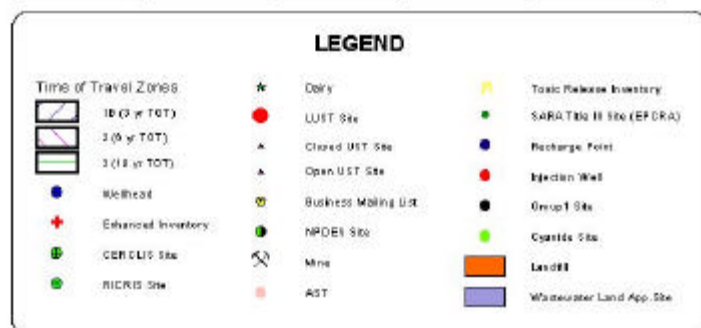 LEGEND
Time of Travel Zones
1B (3 yr TOT)
2 (6 yr TOT)
3 (10 yr TOT)
Wellhead
Enhanced Inventory
CERCLIS Site
RICRIS Site
Dairy
LUST Site
Closed UST Site
Open UST Site
Business Mailing List
NPDES Site
Mine
AST
Toxic Release Inventory
SARA Title III Site (EPCRA)
Recharge Point
Injection Well
Group1 Site
Cyanide Site
Landfill
Wastewater Land App. Site